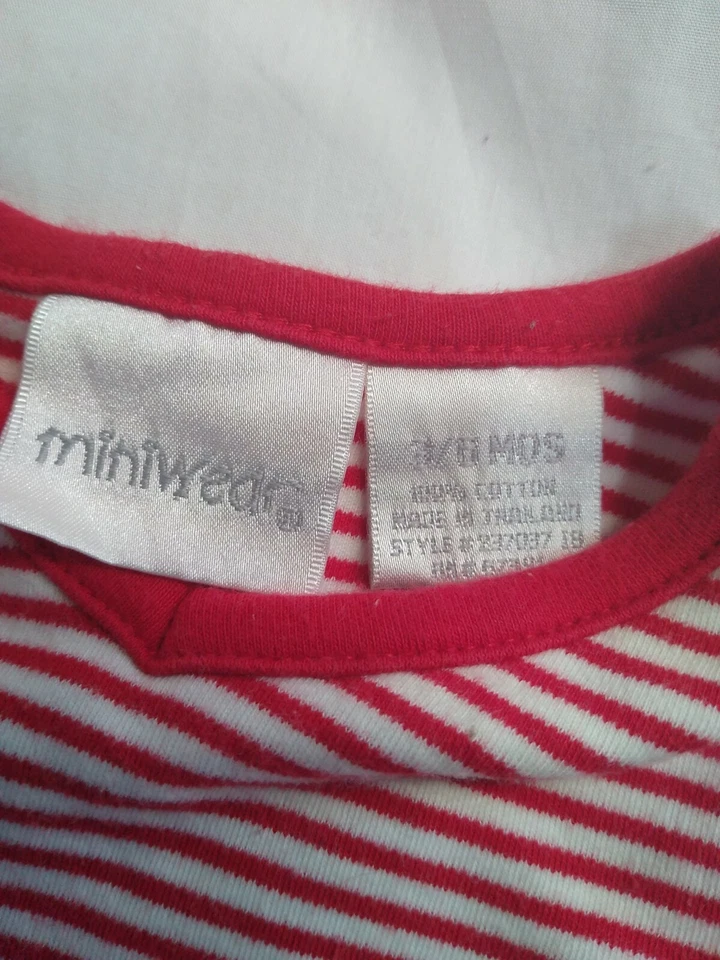 miniwear
3/6 MOS
100% COTTON
MADE IN THAILAND
STYLE #